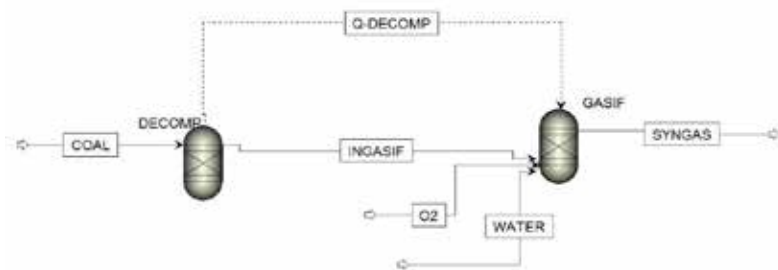 Q-DECOMP
GASIF
DECOMP
COAL
INGASIF
SYNGAS
O2
WATER